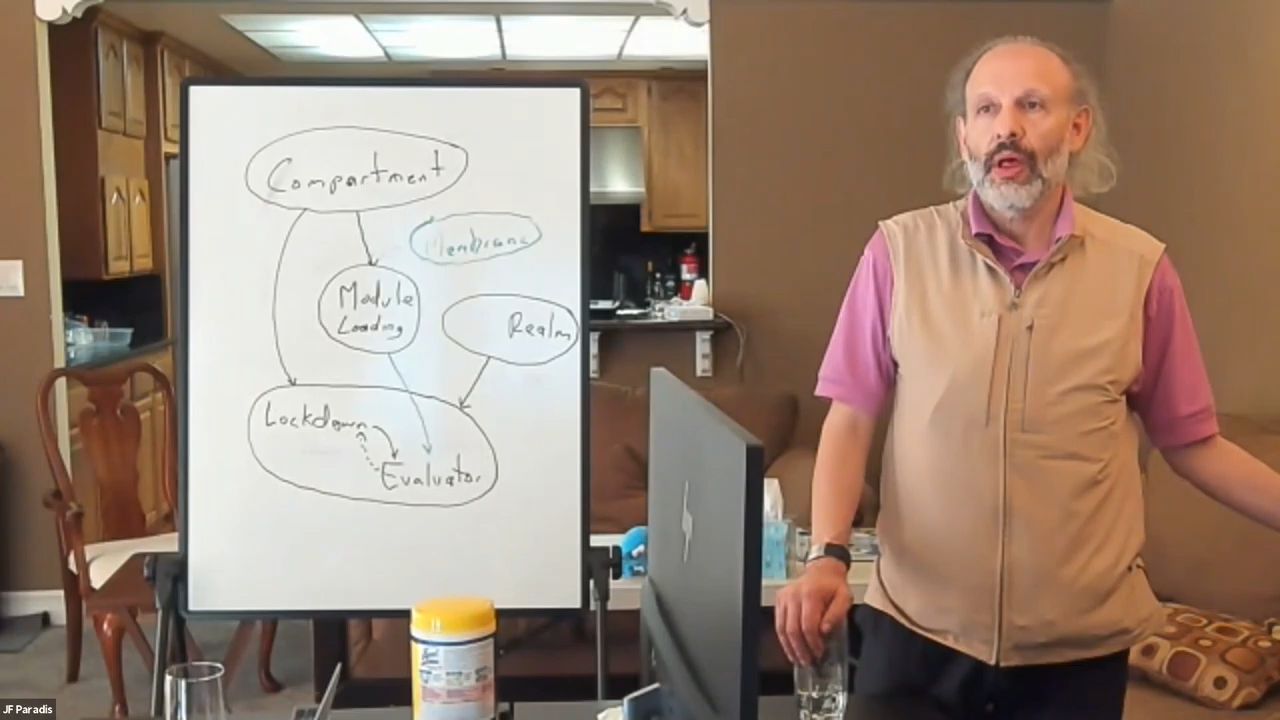 Compartment
Membrane
Module
Loading
Realm
Lockdown
Evaluator
JF Paradis